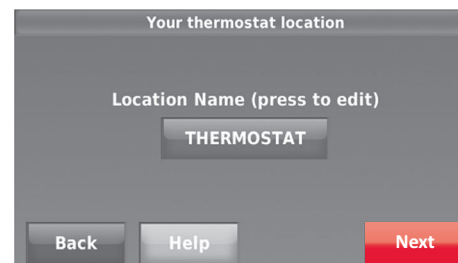 Your thermostat location
Location Name (press to edit)
THERMOSTAT
Back
Help
Next